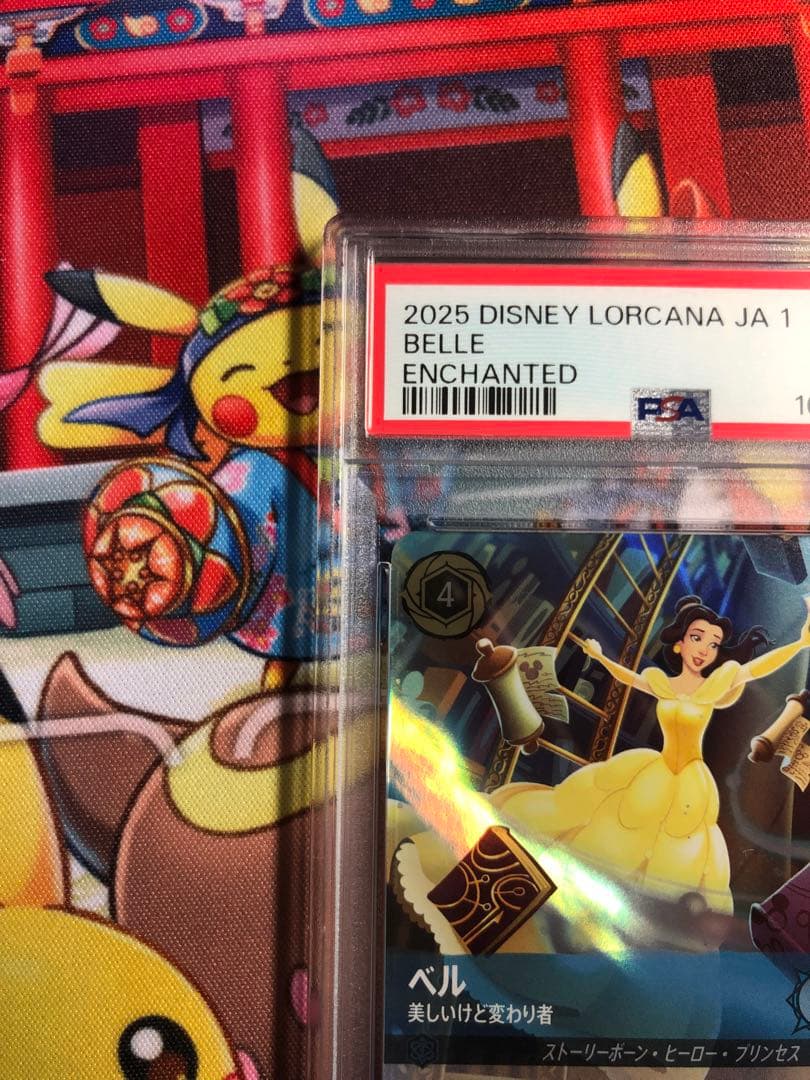 2025 DISNEY LORCANA JA 1
BELLE
ENCHANTED
PSA
4
ベル
美しいけど変わり者
ストーリーボーン・ヒーロー・プリンセス